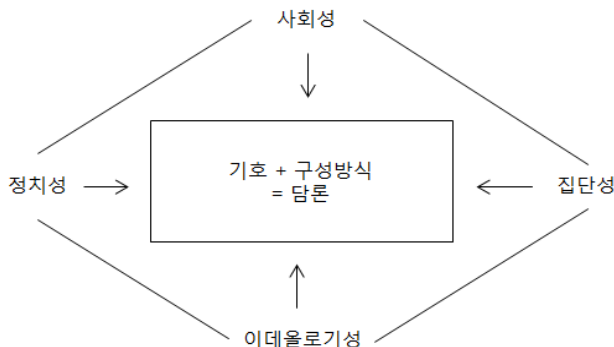 사회성
기호 + 구성방식
= 담론
정치성
집단성
이데올로기성